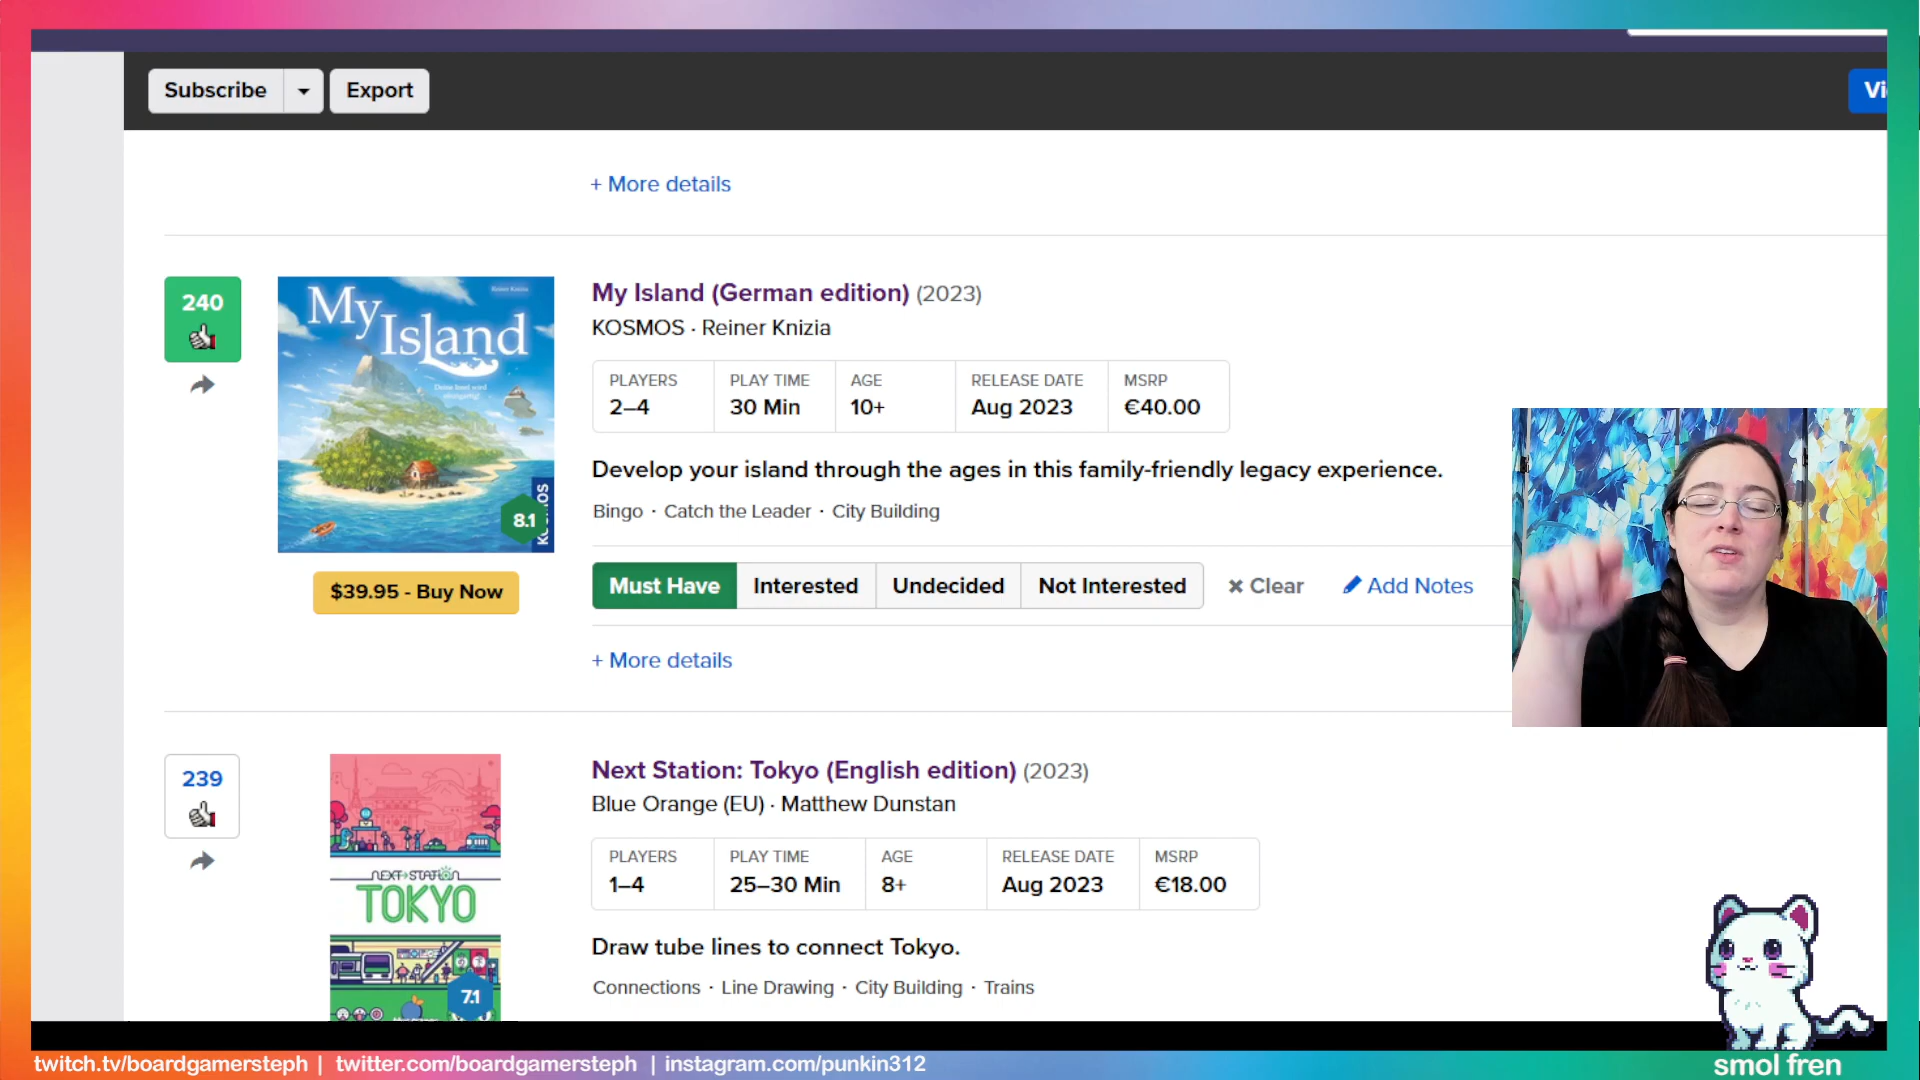 Subscribe
Export
Vi
+ More details
240
My Island
Reiner Knizia
KOSMOS
8.1
My Island (German edition) (2023)
KOSMOS · Reiner Knizia
PLAYERS PLAY TIME AGE RELEASE DATE MSRP
2–4 30 Min 10+ Aug 2023 €40.00
Develop your island through the ages in this family-friendly legacy experience.
Bingo · Catch the Leader · City Building
$39.95 - Buy Now
Must Have Interested Undecided Not Interested Clear Add Notes
+ More details
239
NEXT STATION
TOKYO
7.1
Next Station: Tokyo (English edition) (2023)
Blue Orange (EU) · Matthew Dunstan
PLAYERS PLAY TIME AGE RELEASE DATE MSRP
1–4 25–30 Min 8+ Aug 2023 €18.00
Draw tube lines to connect Tokyo.
Connections · Line Drawing · City Building · Trains
twitch.tv/boardgamersteph | twitter.com/boardgamersteph | instagram.com/punkin312
smol fren